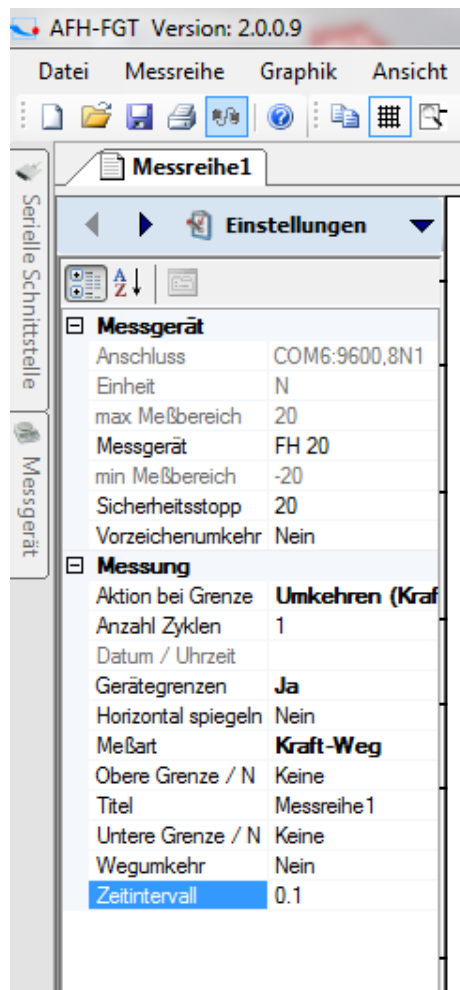 AFH-FGT Version: 2.0.0.9
Datei Messreihe Graphik Ansicht
Messreihe1
Serielle Schnittstelle
Messgerät
Einstellungen
A
Z
Messgerät
Anschluss COM6:9600,8N1
Einheit N
max Meßbereich 20
Messgerät FH 20
min Meßbereich -20
Sicherheitsstopp 20
Vorzeichenumkehr Nein
Messung
Aktion bei Grenze Umkehren (Kraf
Anzahl Zyklen 1
Datum / Uhrzeit
Gerätegrenzen Ja
Horizontal spiegeln Nein
Meßart Kraft-Weg
Obere Grenze / N Keine
Titel Messreihe1
Untere Grenze / N Keine
Wegumkehr Nein
Zeitintervall 0.1